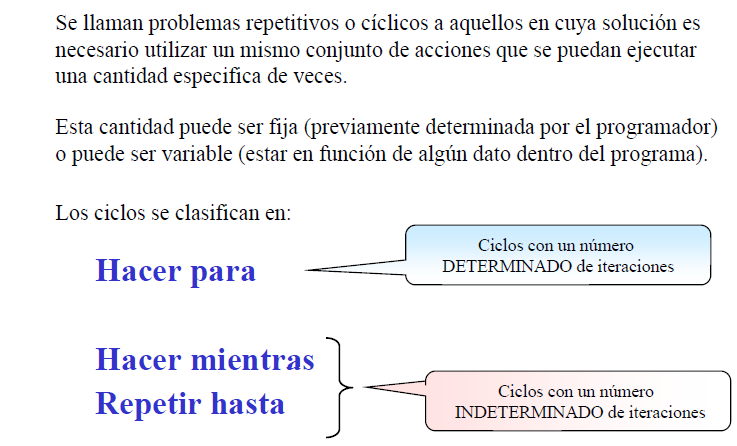 Se llaman problemas repetitivos o cíclicos a aquellos en cuya solución es
necesario utilizar un mismo conjunto de acciones que se puedan ejecutar
una cantidad especifica de veces.
Esta cantidad puede ser fija (previamente determinada por el programador)
o puede ser variable (estar en función de algún dato dentro del programa).
Los ciclos se clasifican en:
Hacer para
Ciclos con un número
DETERMINADO de iteraciones
Hacer mientras
Repetir hasta
Ciclos con un número
INDETERMINADO de iteraciones